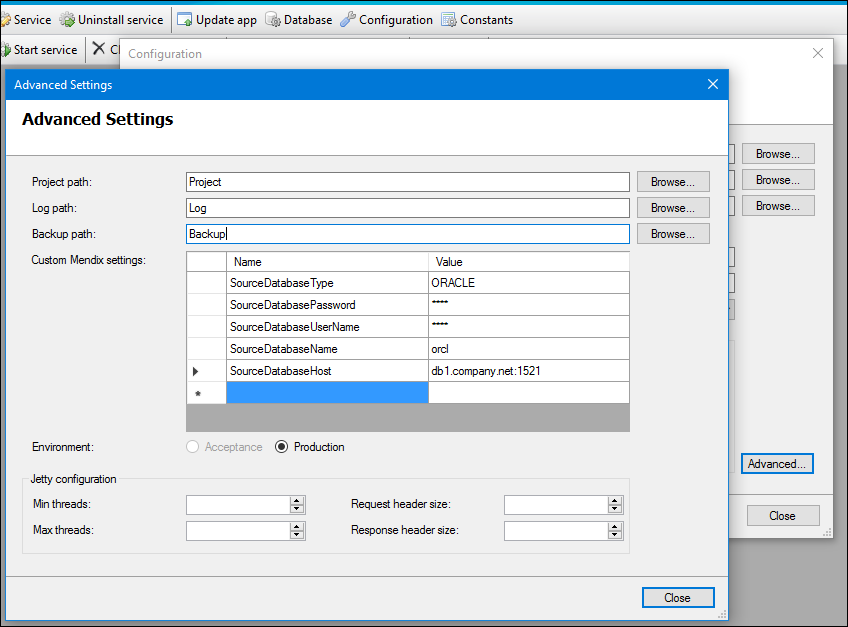 Service Uninstall service Update app Database Configuration Constants
Start service
Configuration
Advanced Settings
Advanced Settings
Browse...
Browse...
Browse...
Project path: Project Browse...
Log path: Log Browse...
Backup path: Backup Browse...
Custom Mendix settings:
Name Value
SourceDatabaseType ORACLE
SourceDatabasePassword ****
SourceDatabaseUserName ****
SourceDatabaseName orcl
SourceDatabaseHost db1.company.net:1521
*
Environment: Acceptance Production
Advanced...
Jetty configuration
Min threads: Request header size:
Max threads: Response header size:
Close
Close